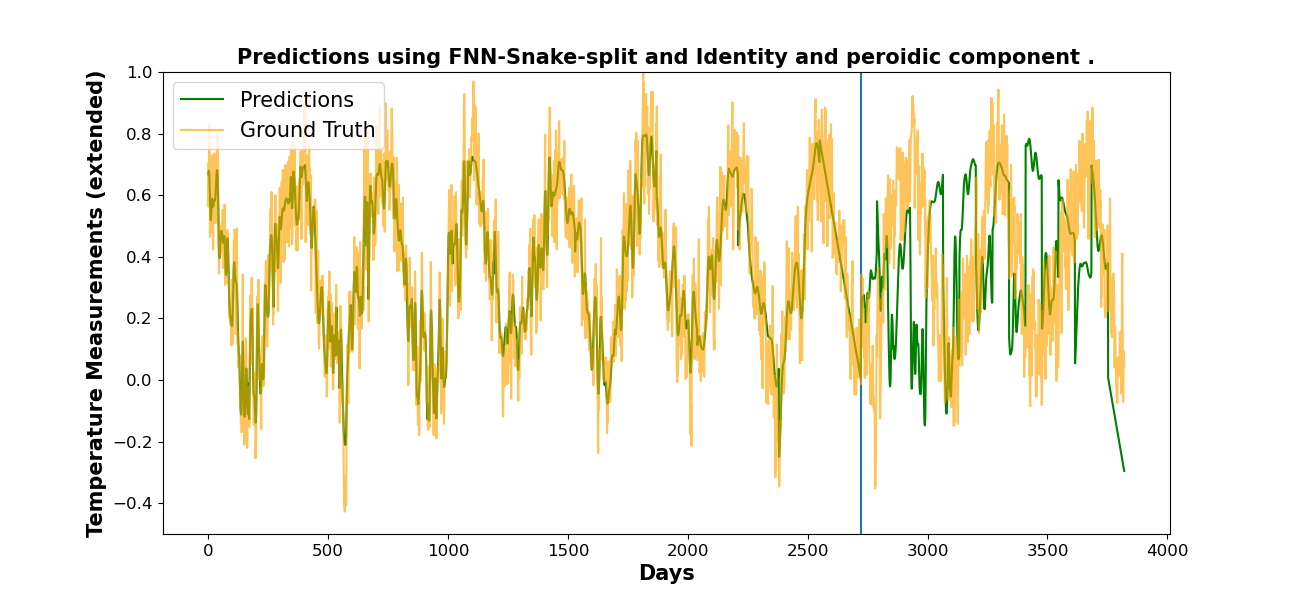 Predictions using FNN-Snake-split and Identity and peroidic component .
Temperature Measurements (extended)
1.0
0.8
0.6
0.4
0.2
0.0
−0.2
−0.4
Predictions
Ground Truth
0 500 1000 1500 2000 2500 3000 3500 4000
Days